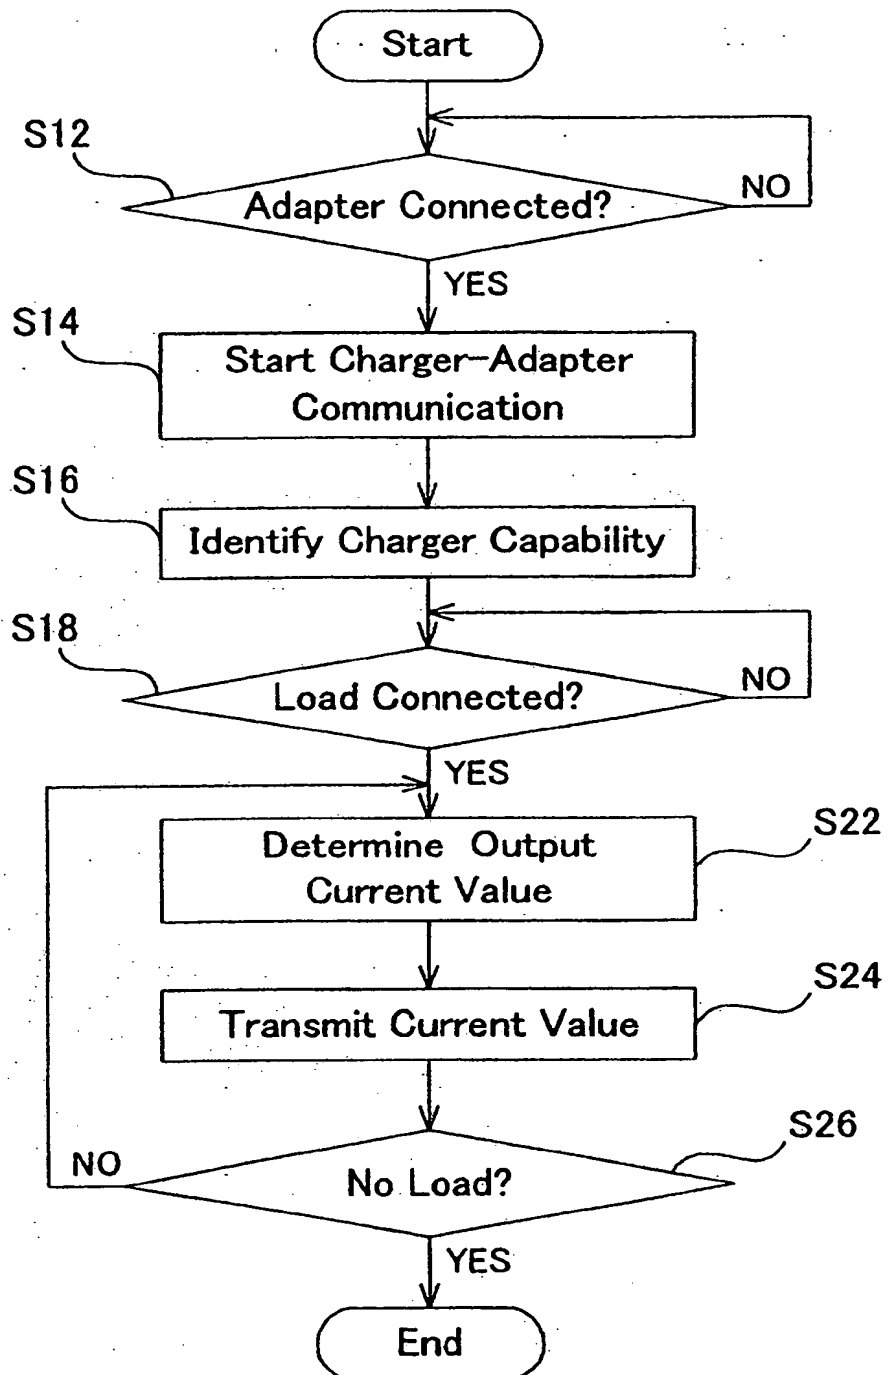 Start
S12
Adapter Connected?
NO
YES
S14
Start Charger-Adapter
Communication
S16
Identify Charger Capability
S18
Load Connected?
NO
YES
S22
Determine Output
Current Value
S24
Transmit Current Value
S26
No Load?
NO
YES
End